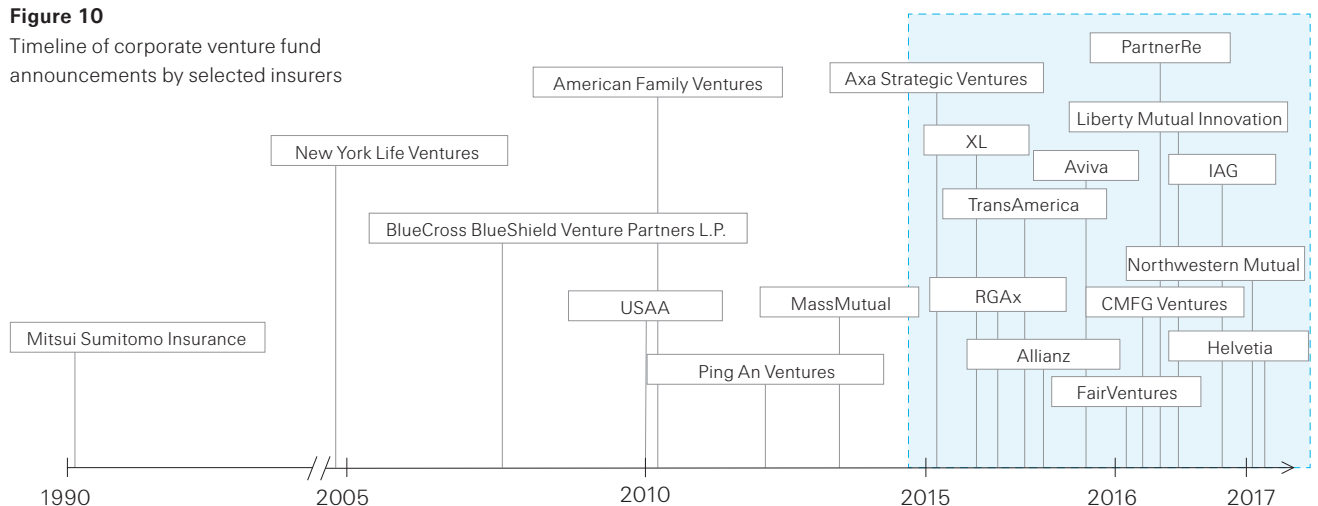 Figure 10
Timeline of corporate venture fund
announcements by selected insurers
PartnerRe
American Family Ventures
Axa Strategic Ventures
Liberty Mutual Innovation
New York Life Ventures
XL
Aviva
IAG
TransAmerica
BlueCross BlueShield Venture Partners L.P.
Northwestern Mutual
USAA
MassMutual
RGAx
CMFG Ventures
Mitsui Sumitomo Insurance
Ping An Ventures
Allianz
Helvetia
FairVentures
1990
2005
2010
2015
2016
2017